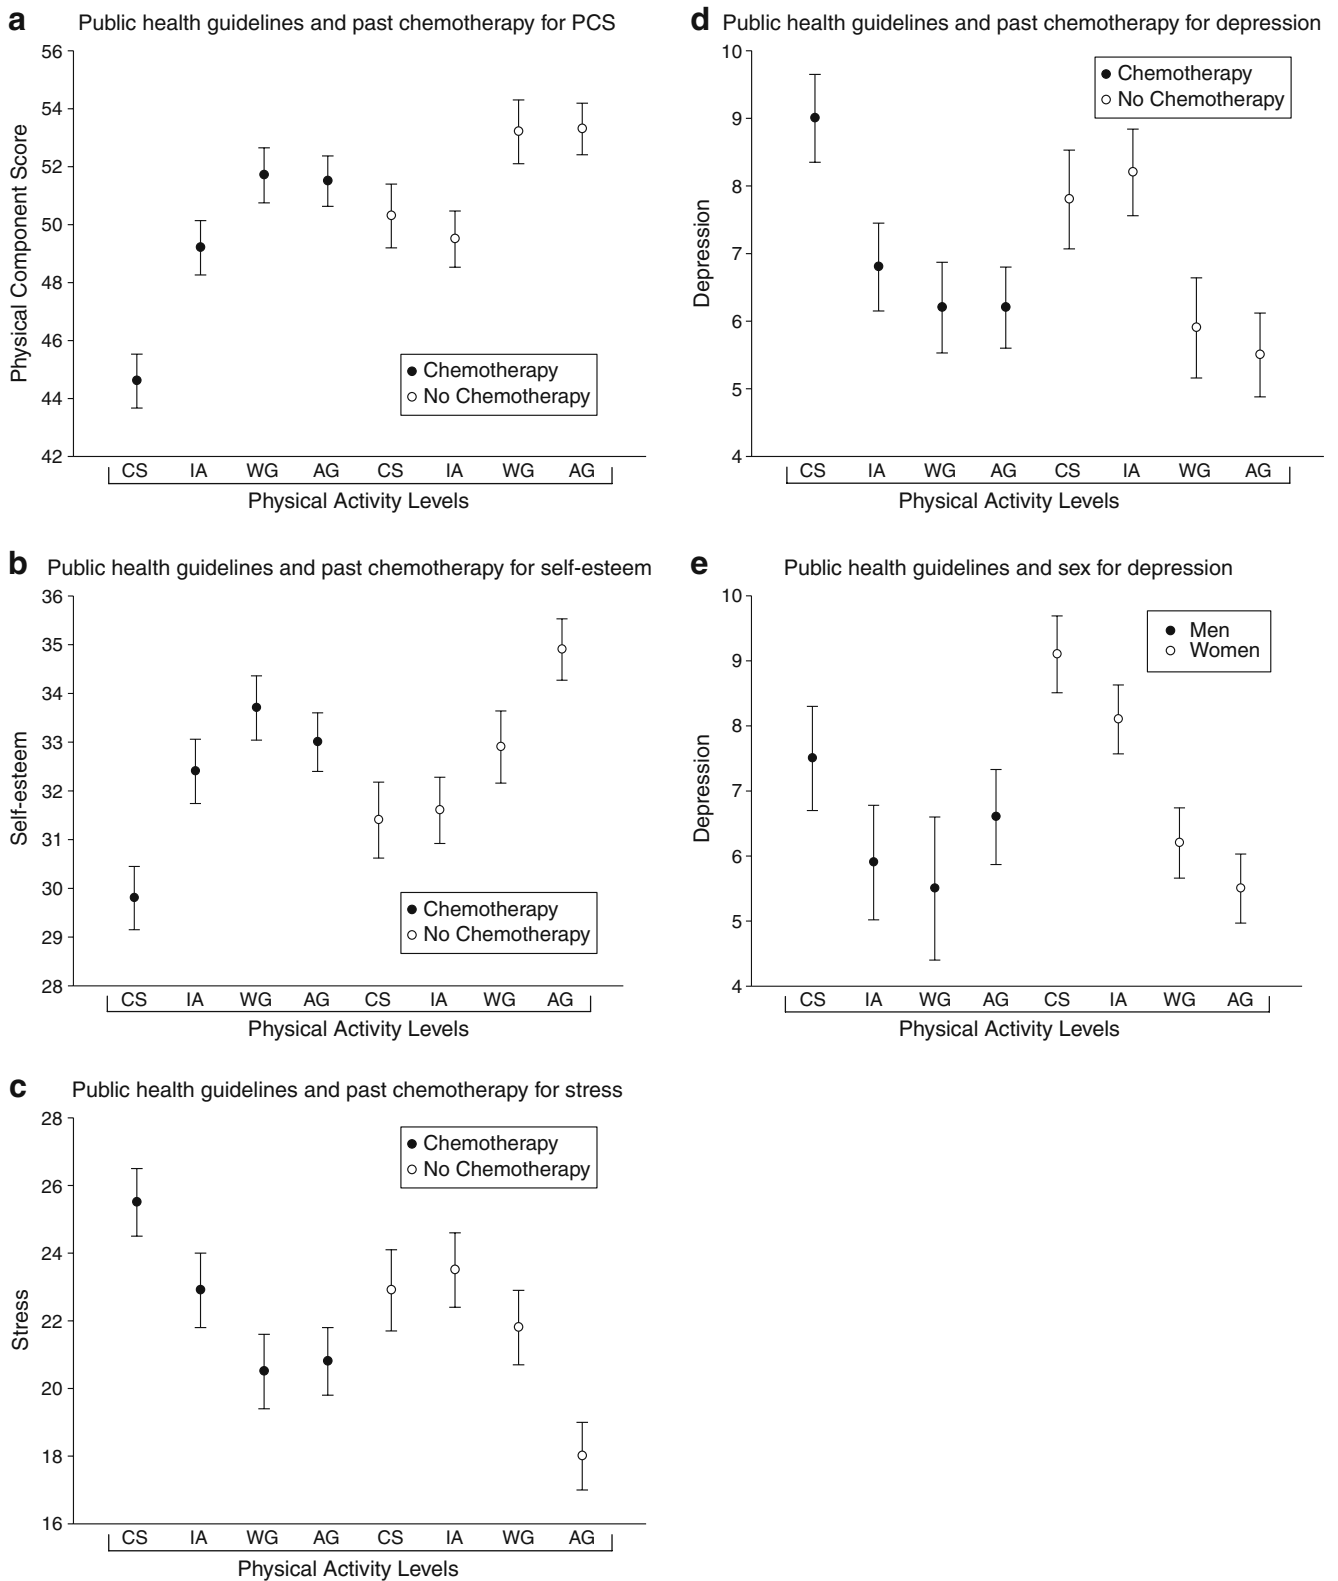 a Public health guidelines and past chemotherapy for PCS
56
54
52
50
48
46
44
42
Physical Component Score
Chemotherapy
No Chemotherapy
CS IA WG AG CS IA WG AG
Physical Activity Levels
b Public health guidelines and past chemotherapy for self-esteem
36
35
34
33
32
31
30
29
28
Self-esteem
Chemotherapy
No Chemotherapy
CS IA WG AG CS IA WG AG
Physical Activity Levels
c Public health guidelines and past chemotherapy for stress
28
26
24
22
20
18
16
Stress
Chemotherapy
No Chemotherapy
CS IA WG AG CS IA WG AG
Physical Activity Levels
d Public health guidelines and past chemotherapy for depression
10
9
8
7
6
5
4
Depression
Chemotherapy
No Chemotherapy
CS IA WG AG CS IA WG AG
Physical Activity Levels
e Public health guidelines and sex for depression
10
9
8
7
6
5
4
Depression
Men
Women
CS IA WG AG CS IA WG AG
Physical Activity Levels